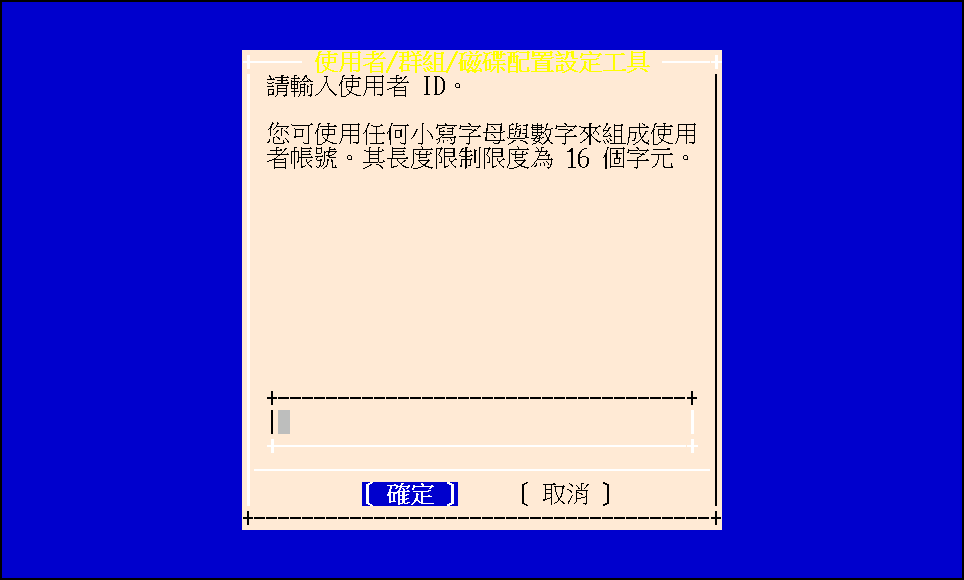 使用者/群組/磁碟配置設定工具
請輸入使用者 ID。
您可使用任何小寫字母與數字來組成使用
者帳號。其長度限制限度為 16 個字元。
[ 確定 ] [ 取消 ]